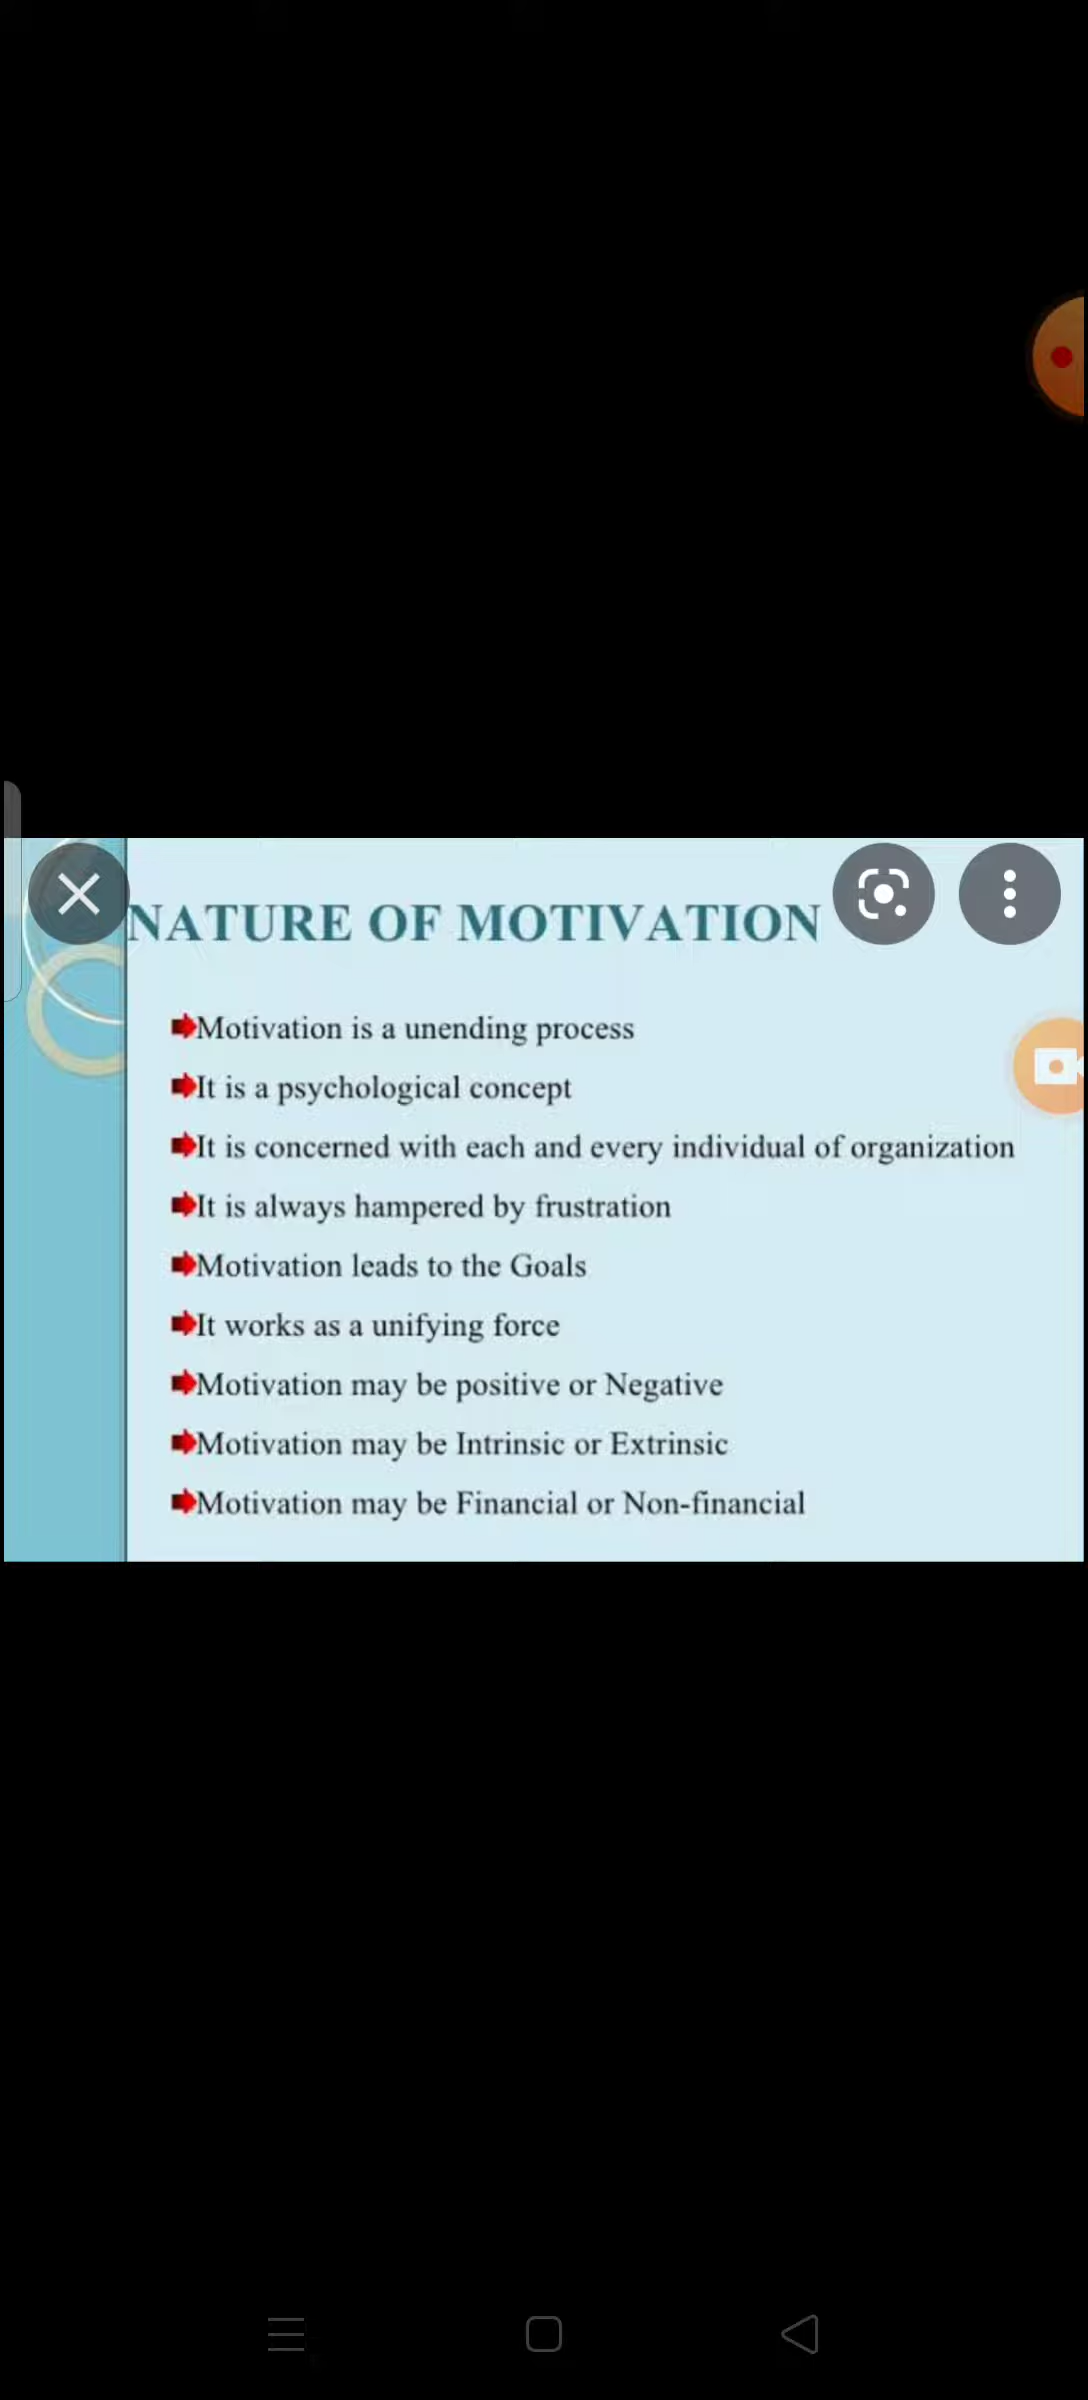 NATURE OF MOTIVATION
Motivation is a unending process
It is a psychological concept
It is concerned with each and every individual of organization
It is always hampered by frustration
Motivation leads to the Goals
It works as a unifying force
Motivation may be positive or Negative
Motivation may be Intrinsic or Extrinsic
Motivation may be Financial or Non-financial